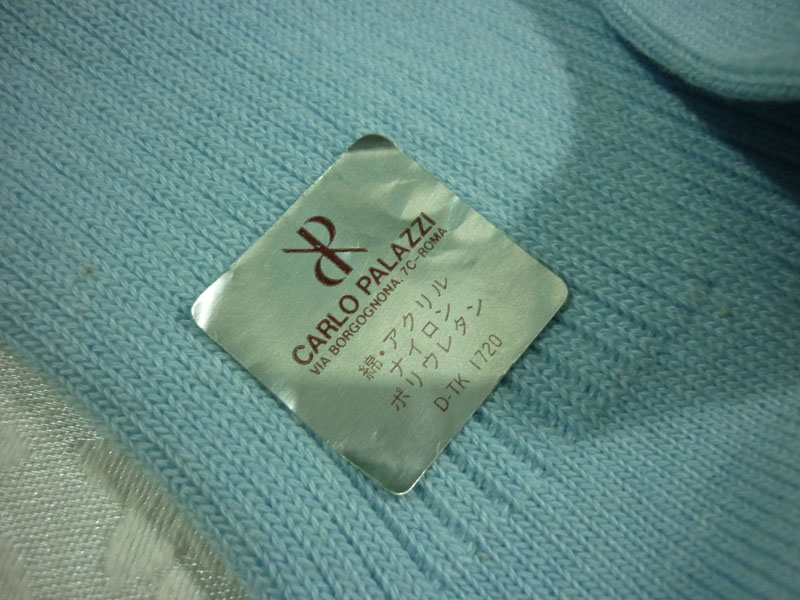 CARLO PALAZZI
VIA BORGOGNONA. 7C-ROMA
綿・アクリル
ナイロン
ポリウレタン
D-TK 1720